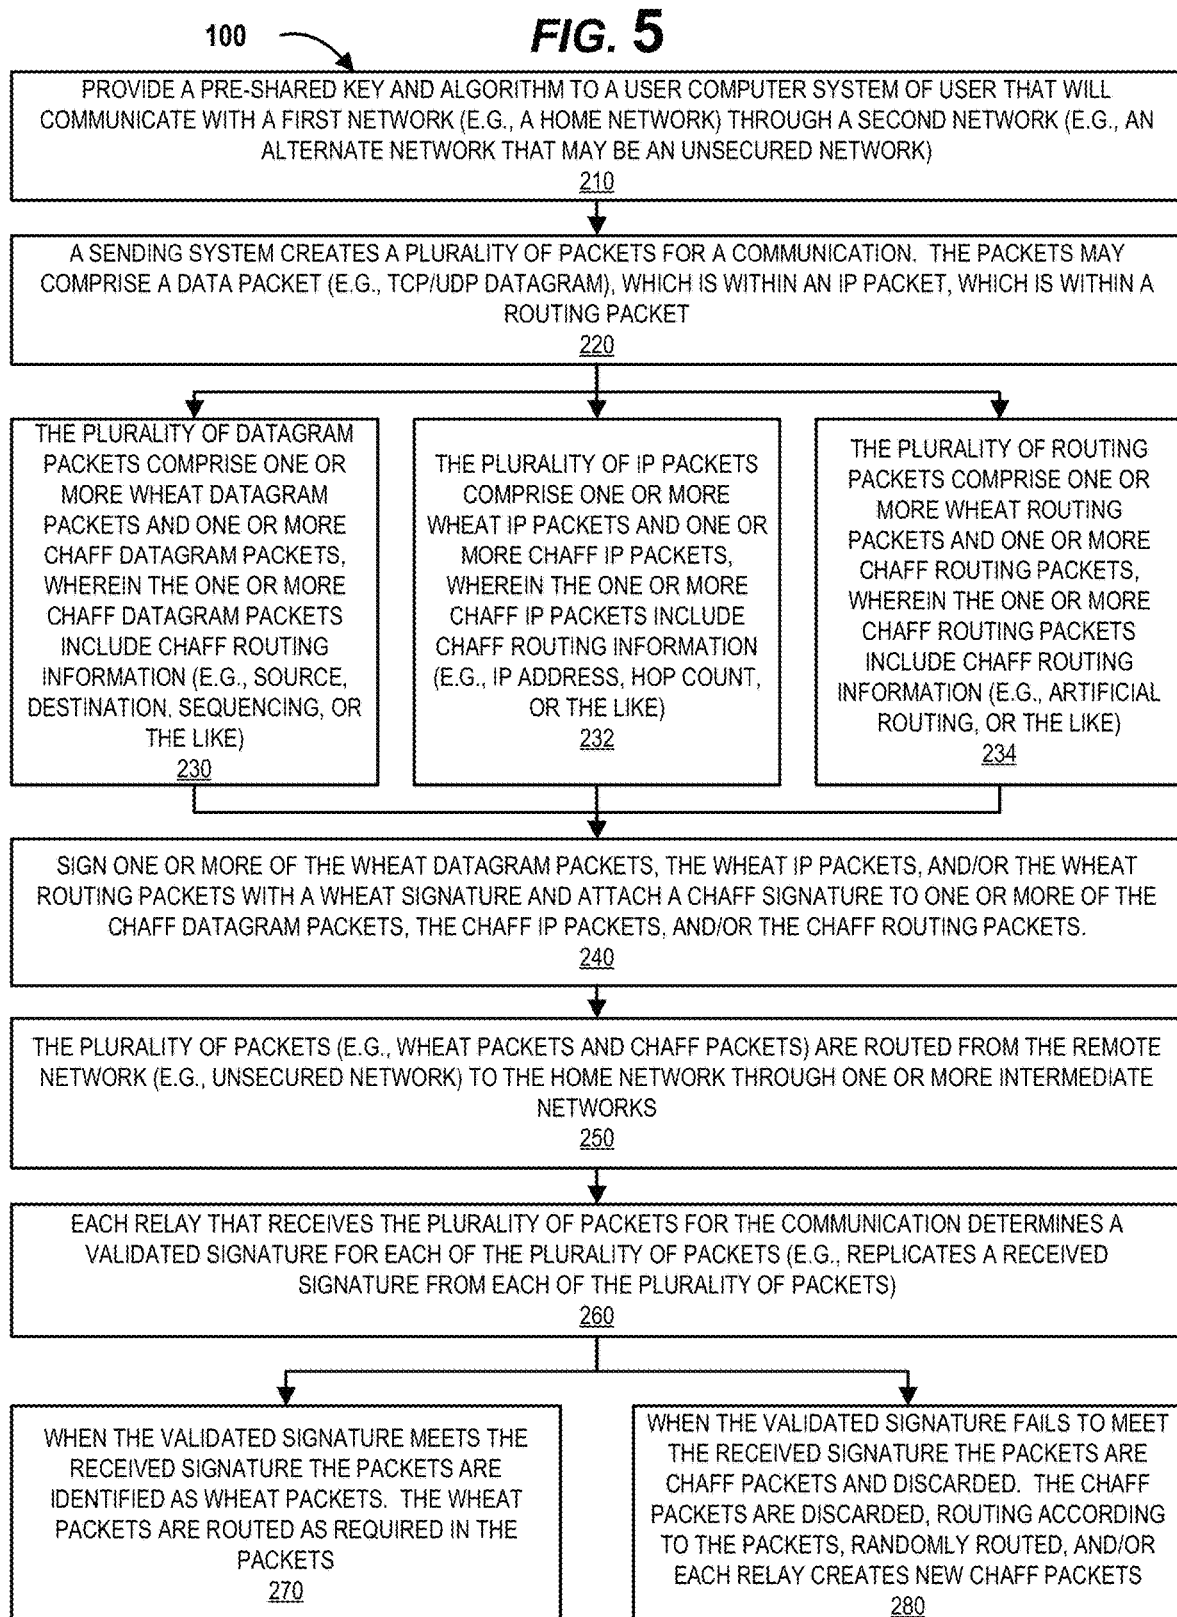 100
FIG. 5
PROVIDE A PRE-SHARED KEY AND ALGORITHM TO A USER COMPUTER SYSTEM OF USER THAT WILL
COMMUNICATE WITH A FIRST NETWORK (E.G., A HOME NETWORK) THROUGH A SECOND NETWORK (E.G., AN
ALTERNATE NETWORK THAT MAY BE AN UNSECURED NETWORK)
210
A SENDING SYSTEM CREATES A PLURALITY OF PACKETS FOR A COMMUNICATION. THE PACKETS MAY
COMPRISE A DATA PACKET (E.G., TCP/UDP DATAGRAM), WHICH IS WITHIN AN IP PACKET, WHICH IS WITHIN A
ROUTING PACKET
220
THE PLURALITY OF DATAGRAM
PACKETS COMPRISE ONE OR
MORE WHEAT DATAGRAM
PACKETS AND ONE OR MORE
CHAFF DATAGRAM PACKETS,
WHEREIN THE ONE OR MORE
CHAFF DATAGRAM PACKETS
INCLUDE CHAFF ROUTING
INFORMATION (E.G., SOURCE,
DESTINATION, SEQUENCING, OR
THE LIKE)
230
THE PLURALITY OF IP PACKETS
COMPRISE ONE OR MORE
WHEAT IP PACKETS AND ONE OR
MORE CHAFF IP PACKETS,
WHEREIN THE ONE OR MORE
CHAFF IP PACKETS INCLUDE
CHAFF ROUTING INFORMATION
(E.G., IP ADDRESS, HOP COUNT,
OR THE LIKE)
232
THE PLURALITY OF ROUTING
PACKETS COMPRISE ONE OR
MORE WHEAT ROUTING
PACKETS AND ONE OR MORE
CHAFF ROUTING PACKETS,
WHEREIN THE ONE OR MORE
CHAFF ROUTING PACKETS
INCLUDE CHAFF ROUTING
INFORMATION (E.G., ARTIFICIAL
ROUTING, OR THE LIKE)
234
SIGN ONE OR MORE OF THE WHEAT DATAGRAM PACKETS, THE WHEAT IP PACKETS, AND/OR THE WHEAT
ROUTING PACKETS WITH A WHEAT SIGNATURE AND ATTACH A CHAFF SIGNATURE TO ONE OR MORE OF THE
CHAFF DATAGRAM PACKETS, THE CHAFF IP PACKETS, AND/OR THE CHAFF ROUTING PACKETS.
240
THE PLURALITY OF PACKETS (E.G., WHEAT PACKETS AND CHAFF PACKETS) ARE ROUTED FROM THE REMOTE
NETWORK (E.G., UNSECURED NETWORK) TO THE HOME NETWORK THROUGH ONE OR MORE INTERMEDIATE
NETWORKS
250
EACH RELAY THAT RECEIVES THE PLURALITY OF PACKETS FOR THE COMMUNICATION DETERMINES A
VALIDATED SIGNATURE FOR EACH OF THE PLURALITY OF PACKETS (E.G., REPLICATES A RECEIVED
SIGNATURE FROM EACH OF THE PLURALITY OF PACKETS)
260
WHEN THE VALIDATED SIGNATURE MEETS THE
RECEIVED SIGNATURE THE PACKETS ARE
IDENTIFIED AS WHEAT PACKETS. THE WHEAT
PACKETS ARE ROUTED AS REQUIRED IN THE
PACKETS
270
WHEN THE VALIDATED SIGNATURE FAILS TO MEET
THE RECEIVED SIGNATURE THE PACKETS ARE
CHAFF PACKETS AND DISCARDED. THE CHAFF
PACKETS ARE DISCARDED, ROUTING ACCORDING
TO THE PACKETS, RANDOMLY ROUTED, AND/OR
EACH RELAY CREATES NEW CHAFF PACKETS
280